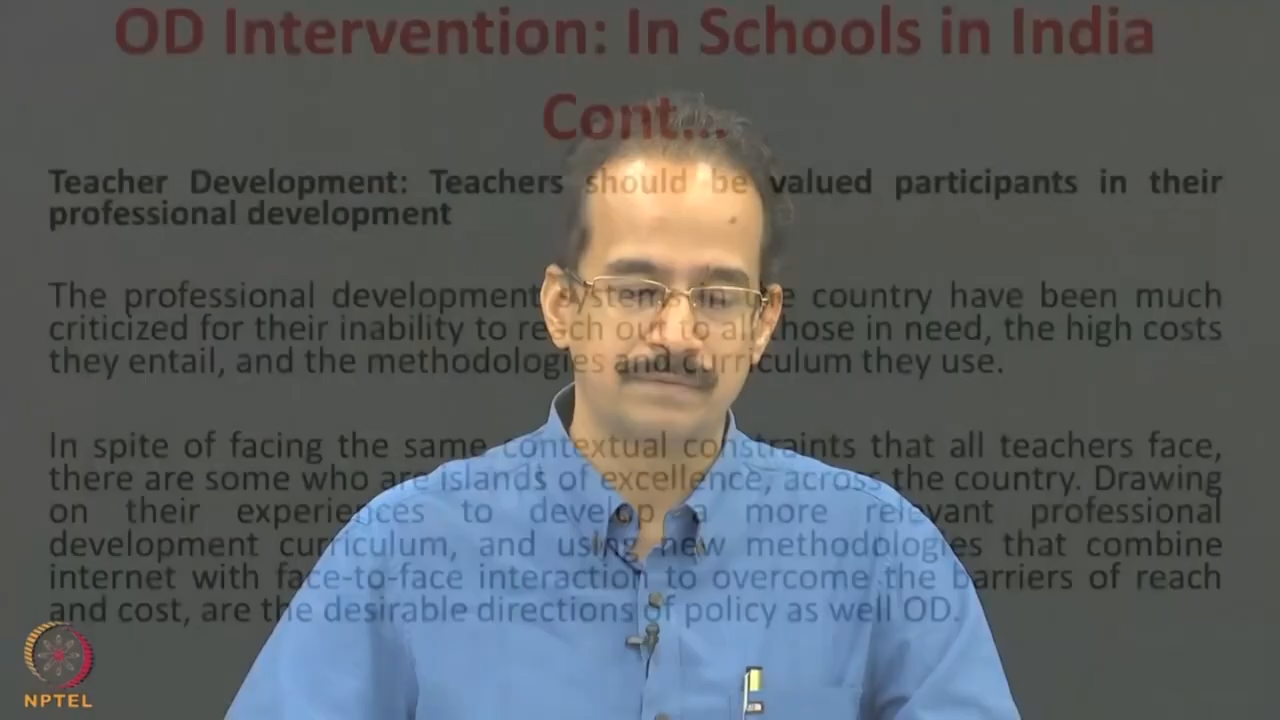 OD Intervention: In Schools in India
Cont...
Teacher Development: Teachers should be valued participants in their
professional development
The professional development systems the country have been much
criticized for their inability to reach out to all those in need, the high costs
they entail, and the methodologies and curriculum they use.
In spite of facing the same contextual constraints that all teachers face,
there are some who are islands of excellence, across the country. Drawing
on their experiences to develop a more relevant professional
development curriculum, and using new methodologies that combine
internet with face-to-face interaction to overcome the barriers of reach
and cost, are the desirable directions of policy as well OD.
NPTEL